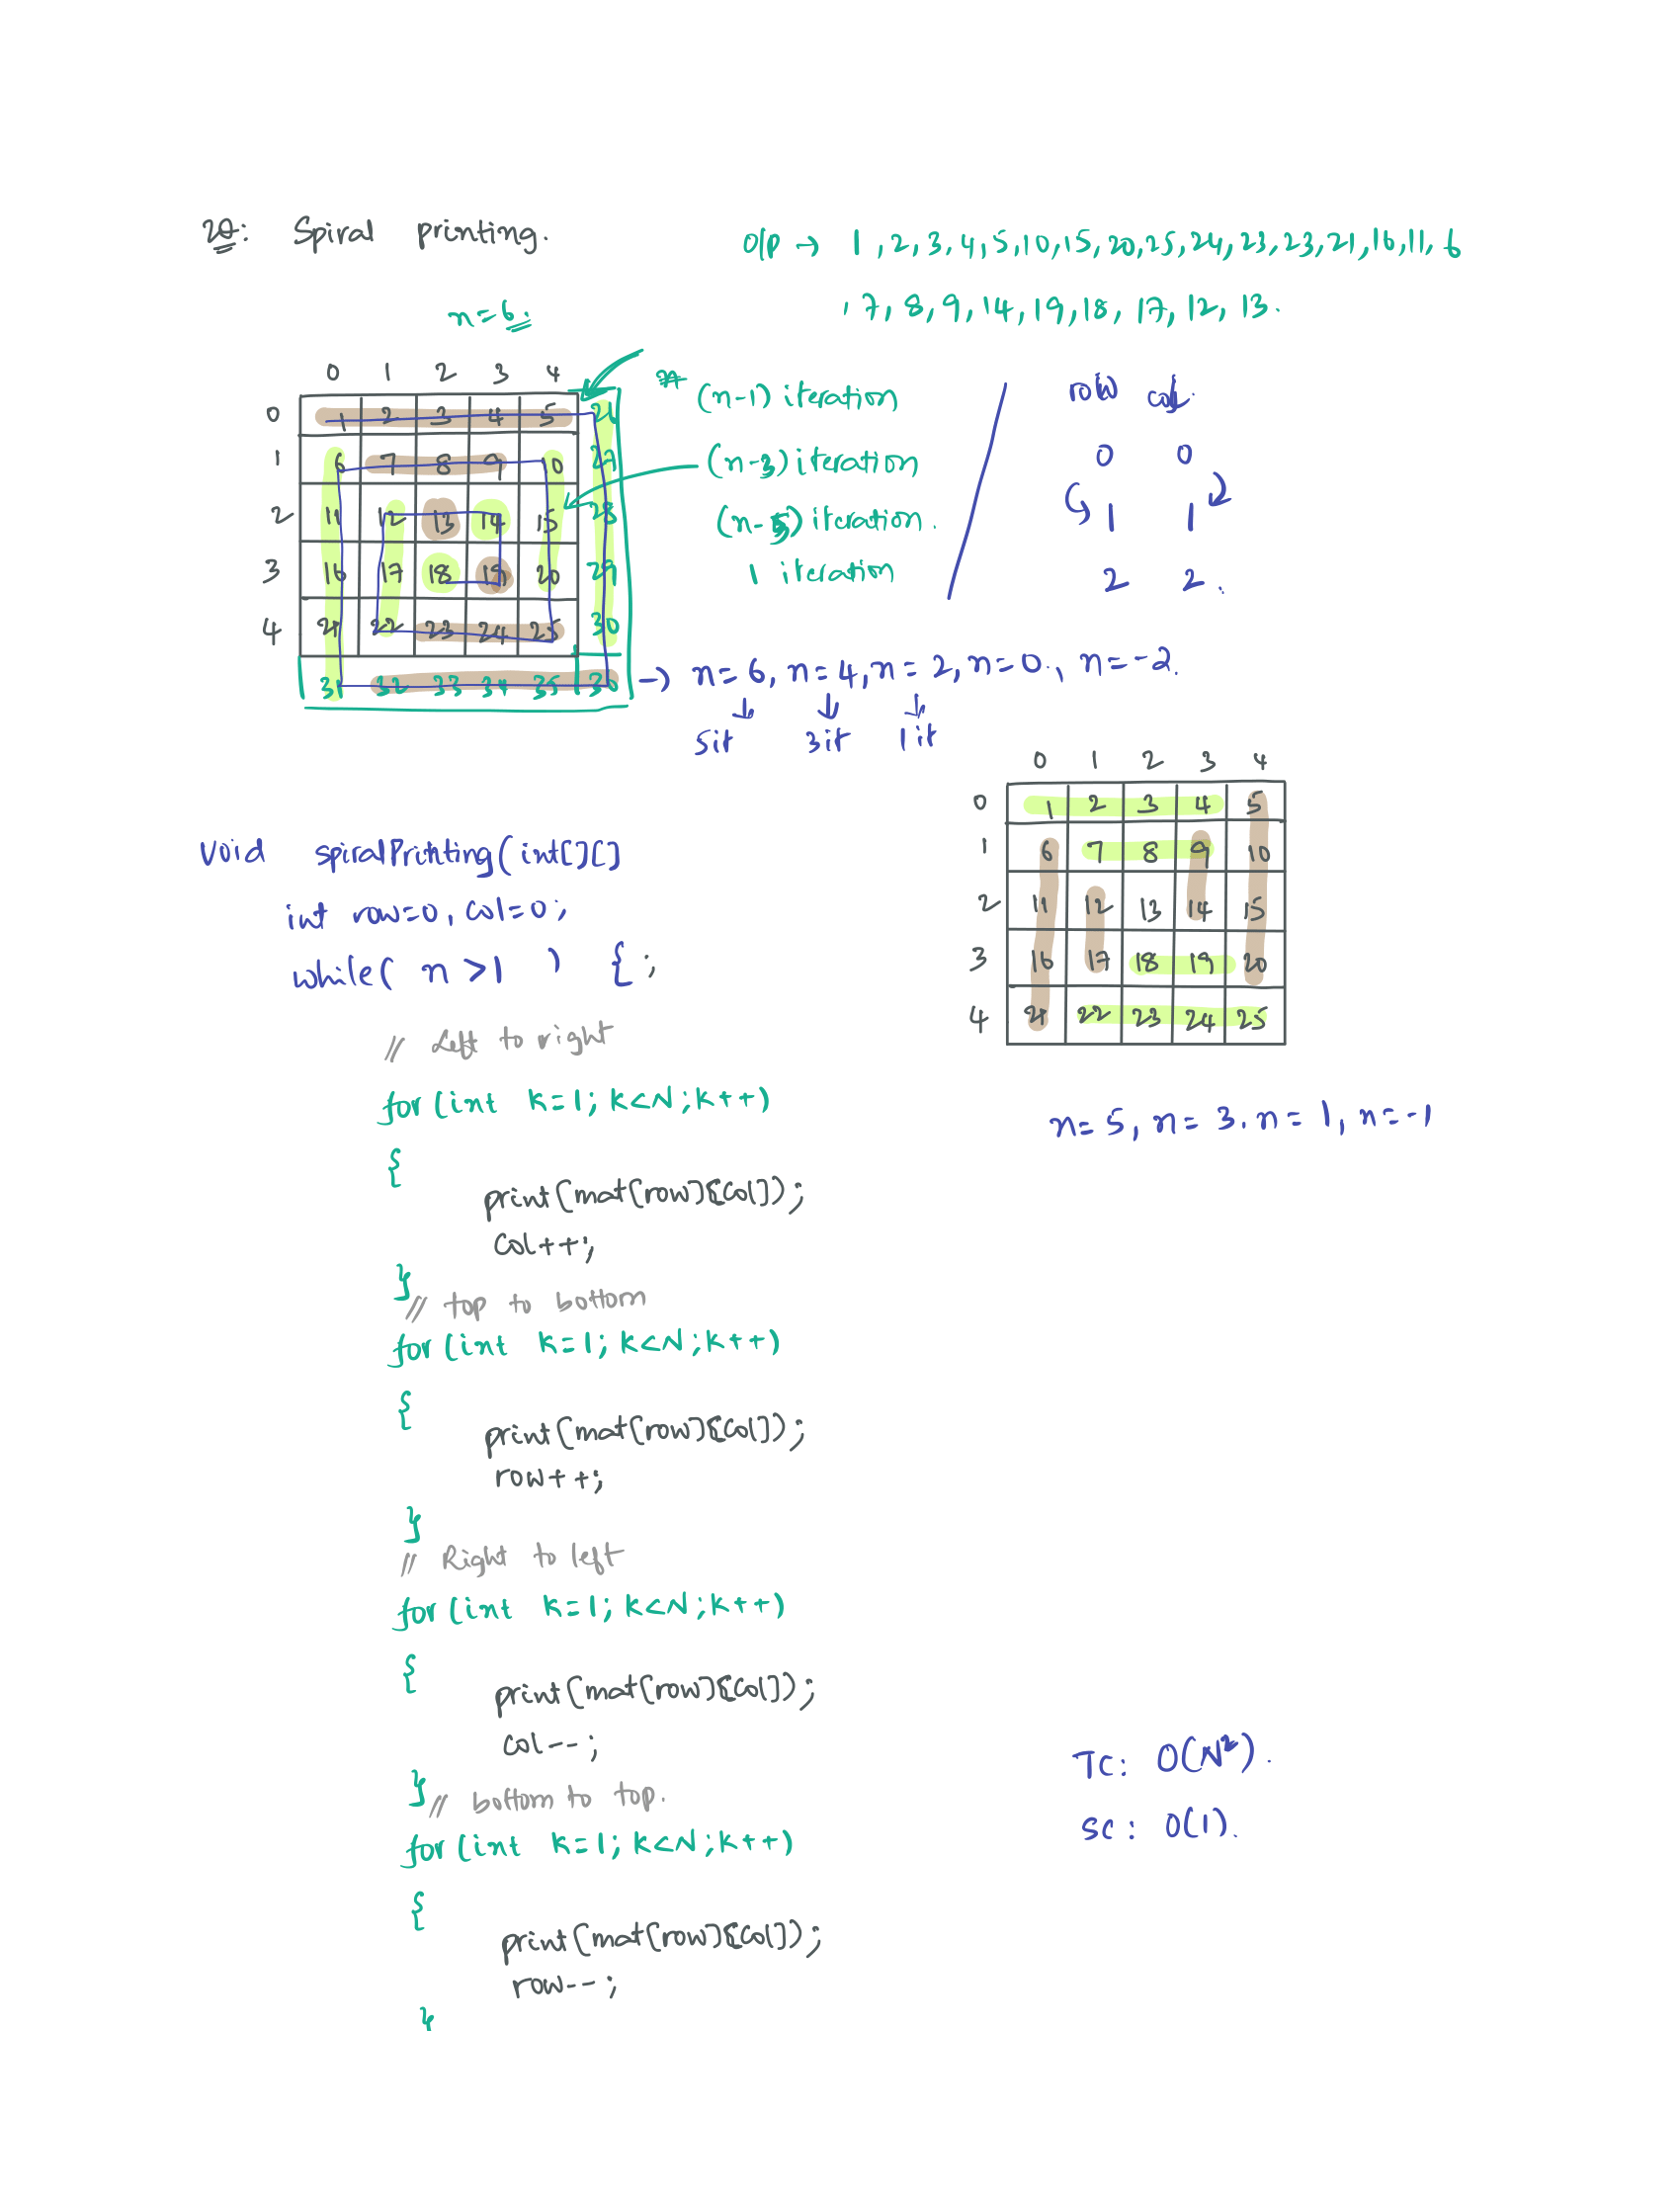 2Q: Spiral printing.
O/p → 1, 2, 3, 4, 5, 10, 15, 20, 25, 24, 23, 23, 21, 16, 11, 6
, 7, 8, 9, 14, 19, 18, 17, 12, 13.
n=6.
0 1 2 3 4
0 1 2 3 4 5 26
1 6 7 8 9 10 27
2 11 12 13 14 15 28
3 16 17 18 19 20 29
4 21 22 23 24 25 30
31 32 33 34 35 36
(n-1) iteration
(n-3) iteration
(n-5) iteration.
1 iteration
row col.
0 0
1 1
2 2.
→ n=6, n=4, n=2, n=0., n=-2.
5it 3it 1it
0 1 2 3 4
0 1 2 3 4 5
1 6 7 8 9 10
2 11 12 13 14 15
3 16 17 18 19 20
4 21 22 23 24 25
n=5, n=3. n=1, n=-1
void spiralPrinting(int[][]
int row=0, col=0;
while( n>1 ) { ;
// Left to right
for(int k=1; k<N; k++)
{
print(mat[row][col]);
col++;
}
// top to bottom
for(int k=1; k<N; k++)
{
print(mat[row][col]);
row++;
}
// Right to left
for(int k=1; k<N; k++)
{
print(mat[row][col]);
col--;
}
// bottom to top.
for(int k=1; k<N; k++)
{
print(mat[row][col]);
row--;
}
TC: O(N²).
SC: O(1).